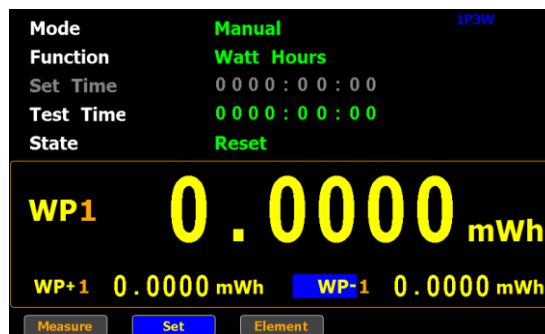 1P3W
Mode Manual
Function Watt Hours
Set Time 0000:00:00
Test Time 0000:00:00
State Reset
WP1 0.0000 mWh
WP+1 0.0000 mWh WP-1 0.0000 mWh
Measure Set Element